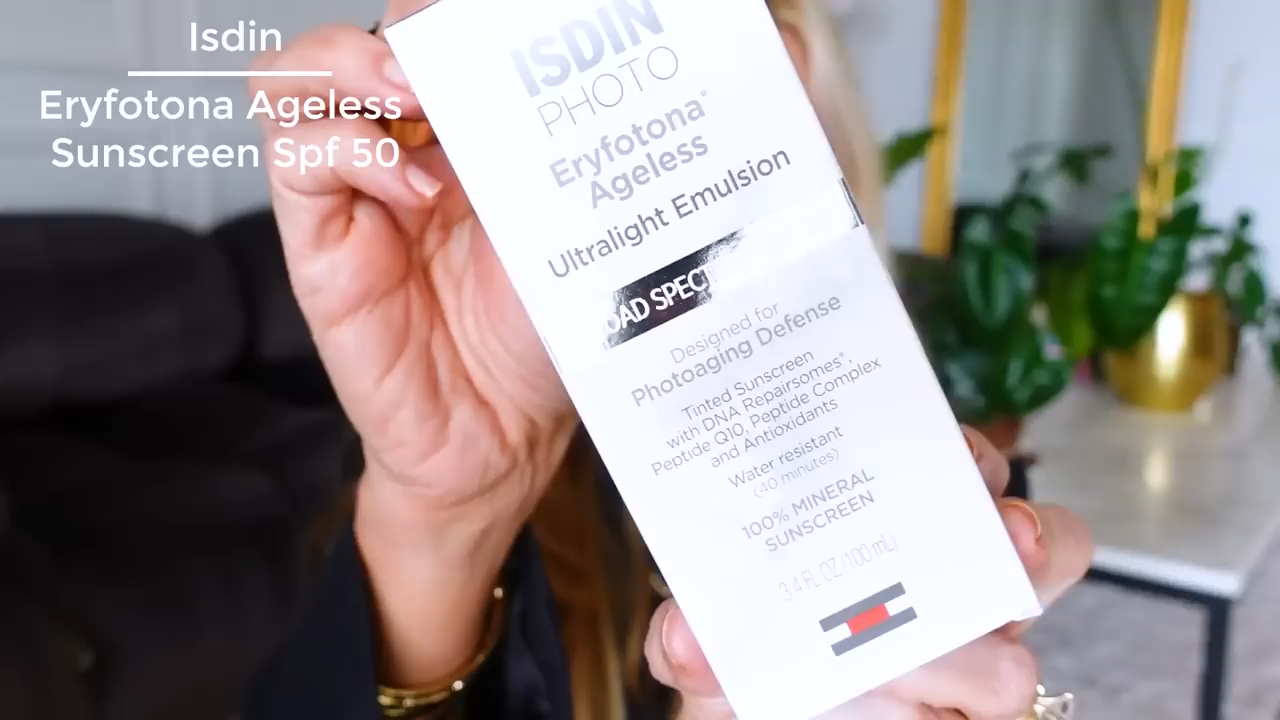 Isdin
Eryfotona Ageless
Sunscreen Spf 50
ISDIN
PHOTO
Eryfotona®
Ageless
Ultralight Emulsion
OAD SPECT
Designed for
Photoaging Defense
Tinted Sunscreen
with DNA Repairsomes®,
Peptide Q10, Peptide Complex
and Antioxidants
Water resistant
(40 minutes)
100% MINERAL
SUNSCREEN
3.4 FL OZ (100 mL)